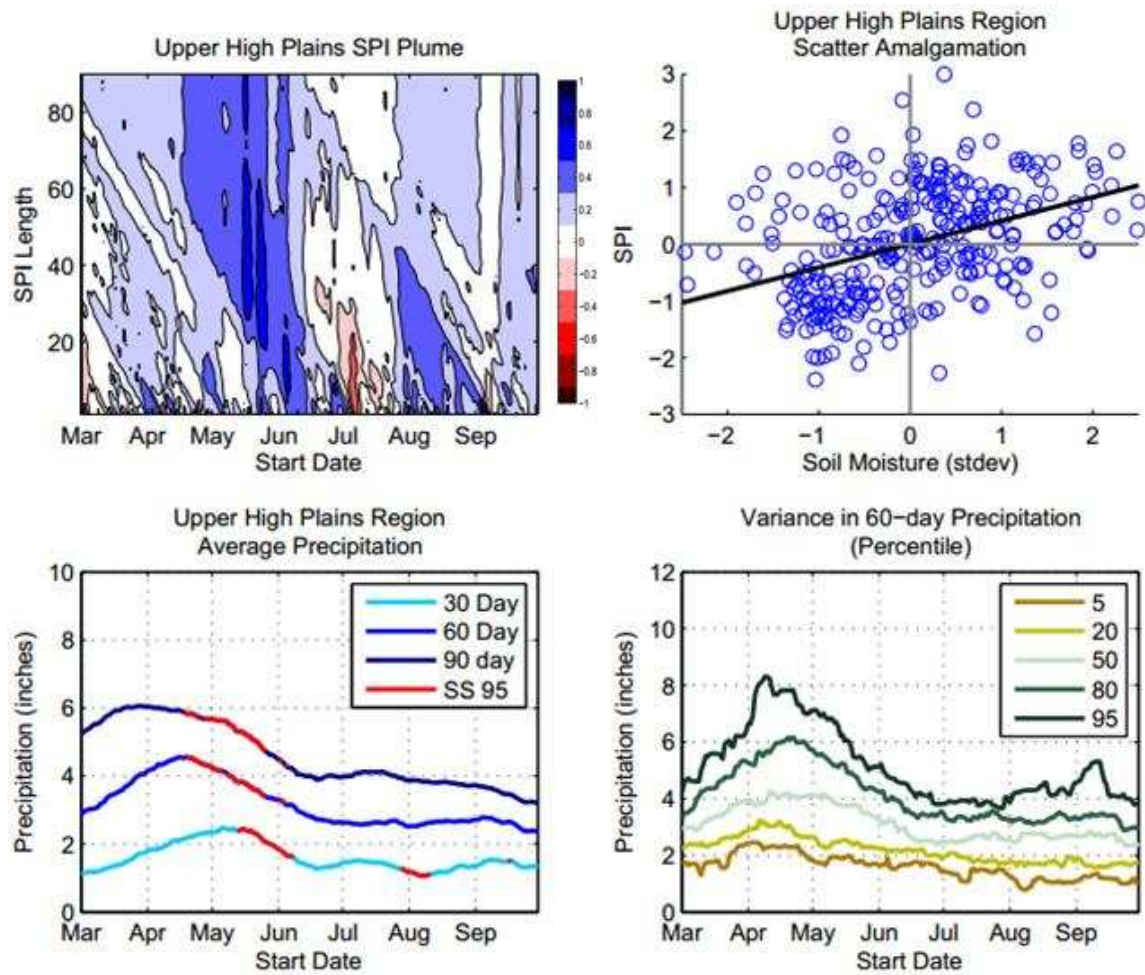 Upper High Plains SPI Plume
SPI Length
80
60
40
20
Mar Apr May Jun Jul Aug Sep
Start Date
1
0.8
0.6
0.4
0.2
0
-0.2
-0.4
-0.6
-0.8
-1
Upper High Plains Region
Scatter Amalgamation
SPI
3
2
1
0
−1
−2
−3
−2 −1 0 1 2
Soil Moisture (stdev)
Upper High Plains Region
Average Precipitation
Precipitation (inches)
10
8
6
4
2
0
30 Day
60 Day
90 day
SS 95
Mar Apr May Jun Jul Aug Sep
Start Date
Variance in 60−day Precipitation
(Percentile)
Precipitation (inches)
12
10
8
6
4
2
0
5
20
50
80
95
Mar Apr May Jun Jul Aug Sep
Start Date